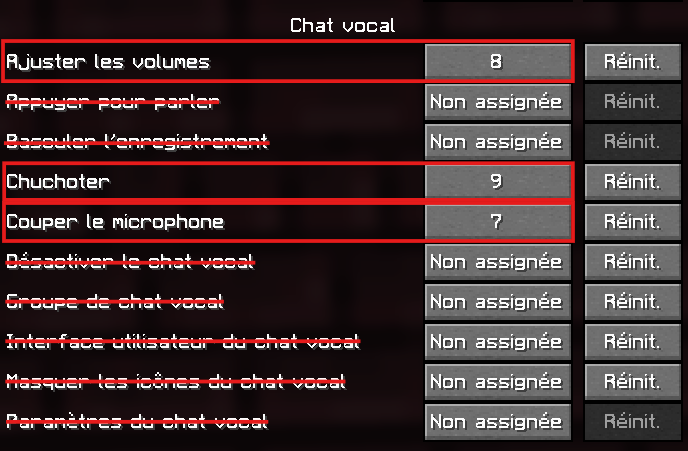 Chat vocal
Ajuster les volumes 8 Réinit.
Appuyer pour parler Non assignée Réinit.
Basculer l'enregistrement Non assignée Réinit.
Chuchoter 9 Réinit.
Couper le microphone 7 Réinit.
Désactiver le chat vocal Non assignée Réinit.
Groupe de chat vocal Non assignée Réinit.
Interface utilisateur du chat vocal Non assignée Réinit.
Masquer les icônes du chat vocal Non assignée Réinit.
Paramètres du chat vocal Non assignée Réinit.